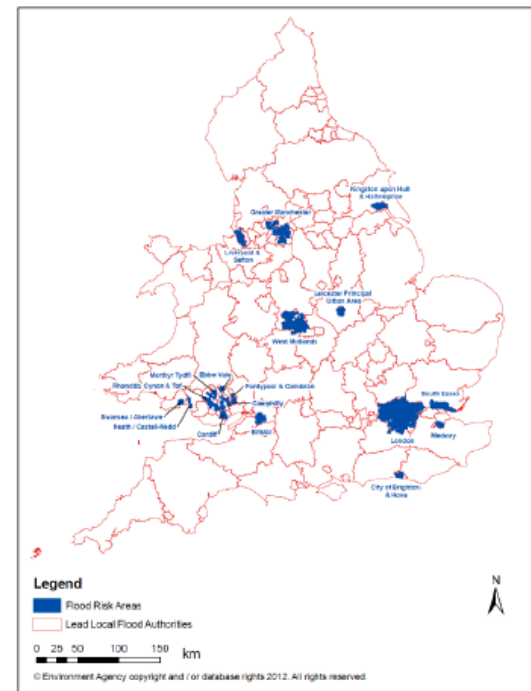 Kingston upon Hull
& Haltemprice
Greater Manchester
Liverpool &
Sefton
Leicester Principal
Urban Area
West Midlands
Merthyr Tydfil
Ebbw Vale
Rhondda, Cynon & Taf
Pontypool & Cwmbran
Caerphilly
Swansea / Abertawe
Neath / Castell-Nedd
Cardiff
Bristol
South Essex
London
Medway
City of Brighton
& Hove
Legend
Flood Risk Areas
Lead Local Flood Authorities
N
0 25 50 100 150
km
© Environment Agency copyright and / or database rights 2012. All rights reserved.